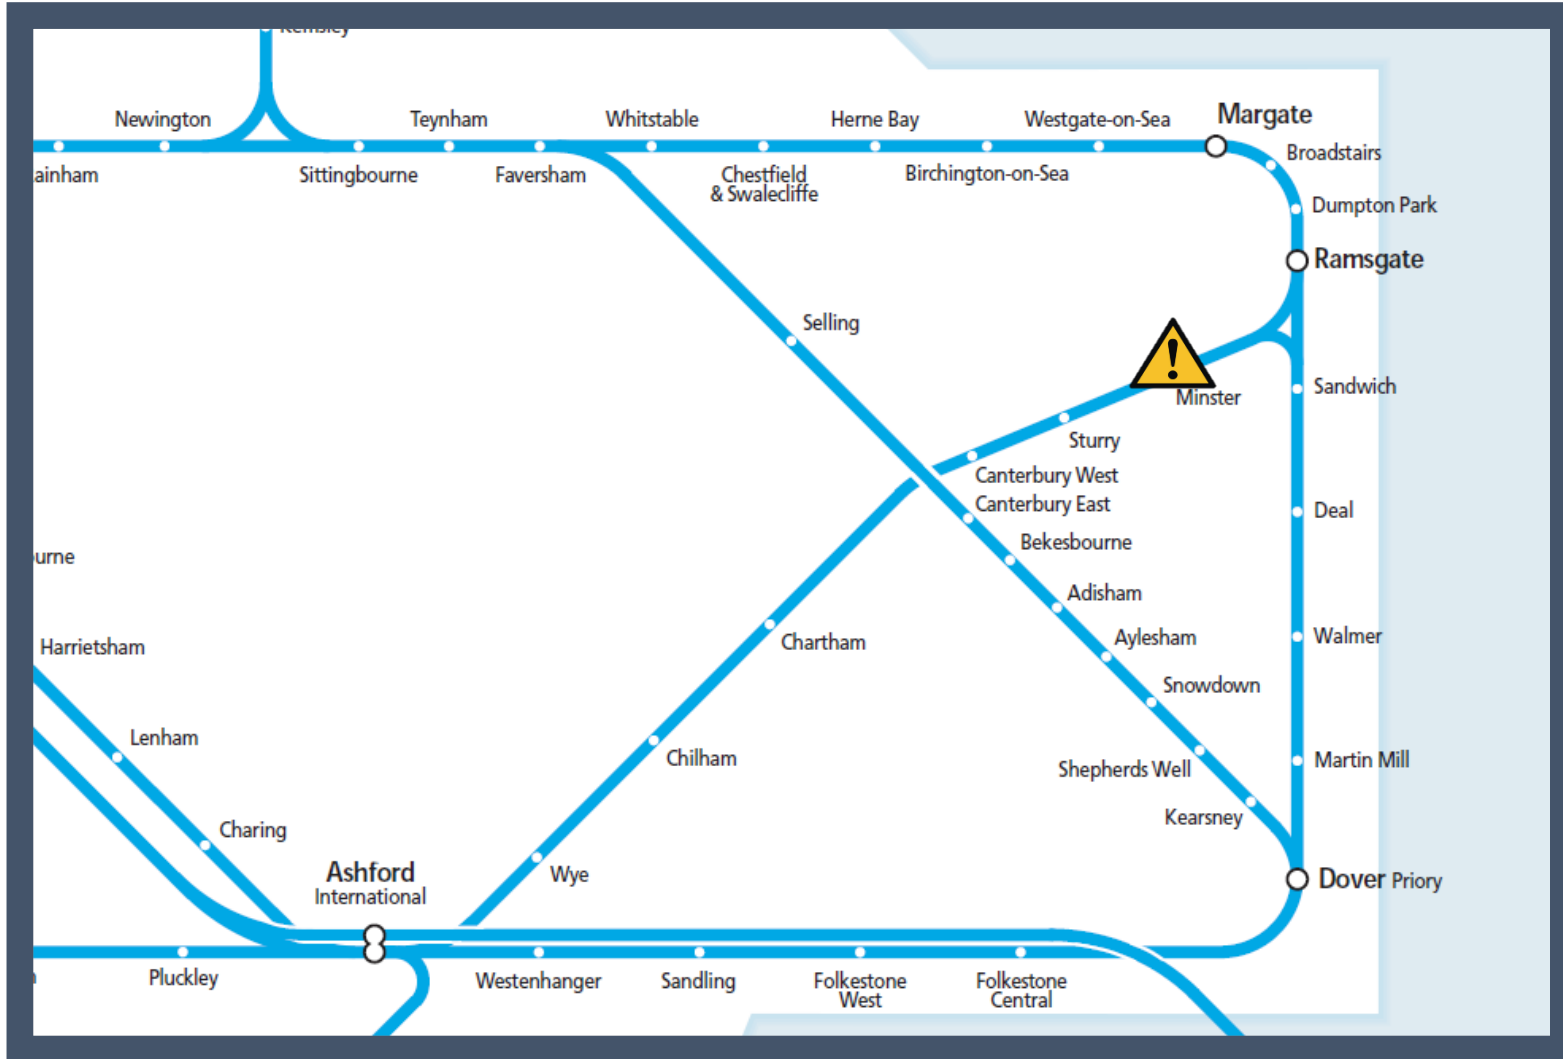 Kemsley
Newington
Teynham
Whitstable
Herne Bay
Westgate-on-Sea
Margate
Broadstairs
ainham
Sittingbourne
Faversham
Chestfield
& Swalecliffe
Birchington-on-Sea
Dumpton Park
Ramsgate
Selling
!
Minster
Sandwich
Sturry
Canterbury West
Canterbury East
Deal
Bekesbourne
urne
Adisham
Chartham
Aylesham
Walmer
Harrietsham
Snowdown
Lenham
Chilham
Shepherds Well
Martin Mill
Charing
Kearsney
Ashford
International
Wye
Dover Priory
Pluckley
Westenhanger
Sandling
Folkestone
West
Folkestone
Central